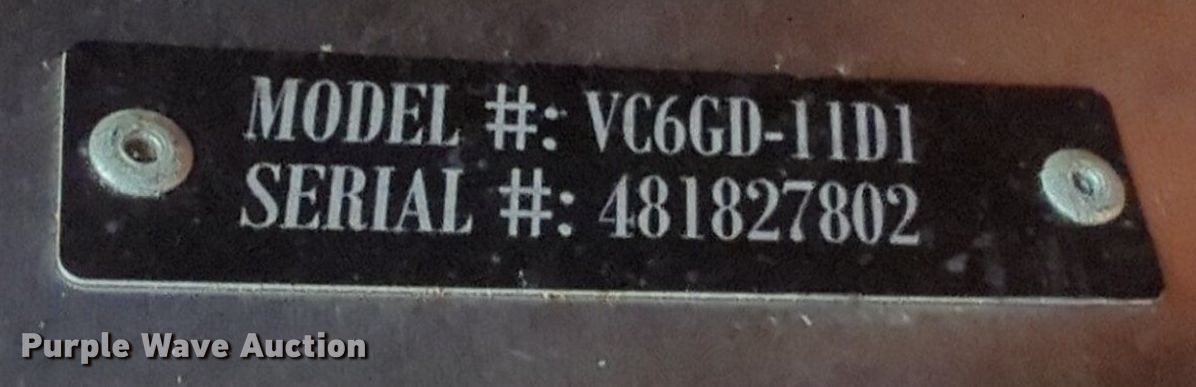 MODEL #: VC6GD-11D1
SERIAL #: 481827802
Purple Wave Auction